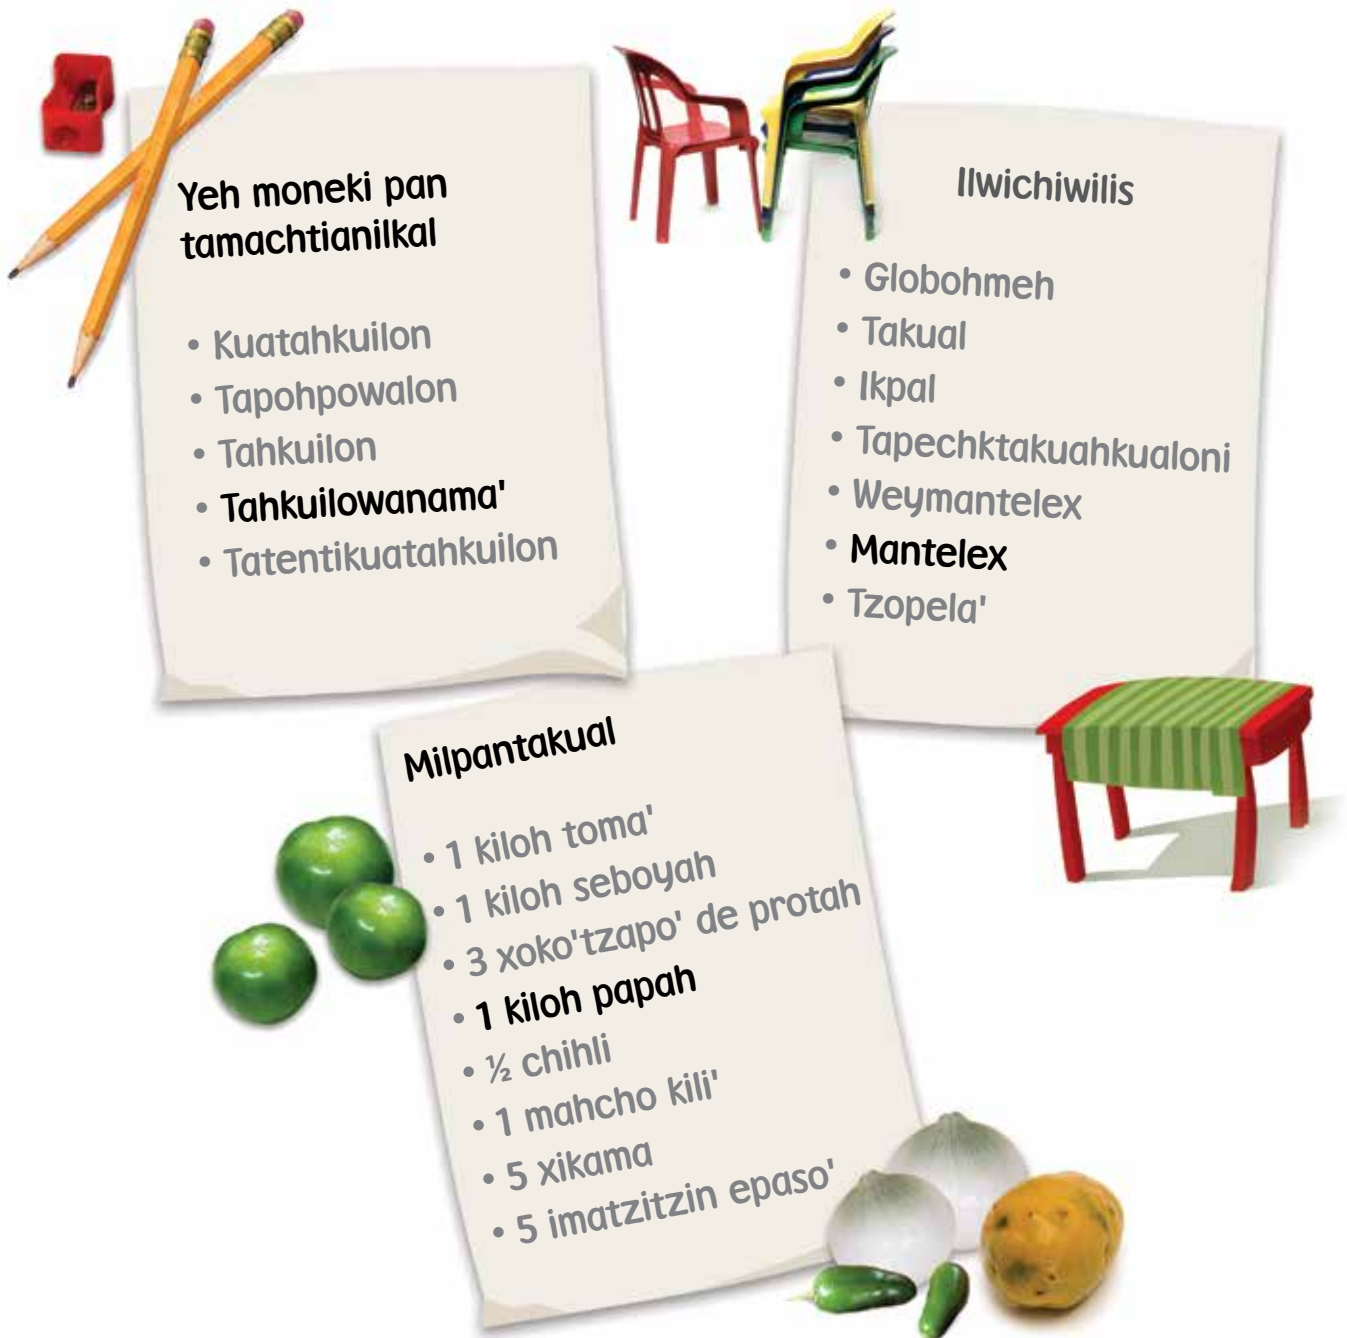 Yeh moneki pan
tamachtianilkal
• Kuatahkuilon
• Tapohpowalon
• Tahkuilon
• Tahkuilowanama'
• Tatentikuatahkuilon
Ilwichiwilis
• Globohmeh
• Takual
• Ikpal
• Tapechktakuahkualoni
• Weymantelex
• Mantelex
• Tzopela'
Milpantakual
• 1 kiloh toma'
• 1 kiloh seboyah
• 3 xoko'tzapo' de protah
• 1 kiloh papah
• ½ chihli
• 1 mahcho kili'
• 5 xikama
• 5 imatzitzin epaso'